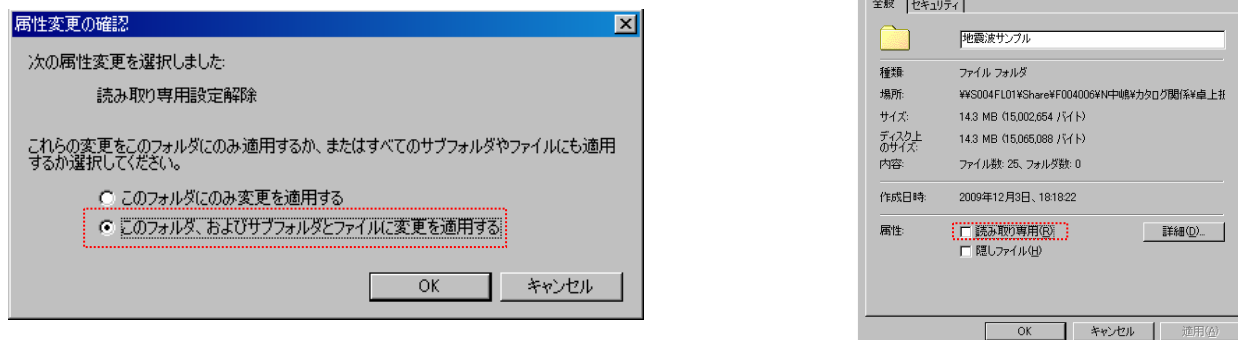 属性変更の確認
次の属性変更を選択しました:
読み取り専用設定解除
これらの変更をこのフォルダにのみ適用するか、またはすべてのサブフォルダやファイルにも適用
するか選択してください。
このフォルダにのみ変更を適用する
このフォルダ、およびサブフォルダとファイルに変更を適用する
OK キャンセル
全般 セキュリティ
地震波サンプル
種類: ファイル フォルダ
場所: ¥¥S004FL01¥Share¥F004006¥N中嶋¥カタログ関係¥卓上
サイズ: 14.3 MB (15,002,654 バイト)
ディスク上
のサイズ: 14.3 MB (15,065,088 バイト)
内容: ファイル数: 25、フォルダ数: 0
作成日時: 2009年12月3日、18:18:22
属性: 読み取り専用(R) 詳細(D)...
隠しファイル(H)
OK キャンセル 適用(A)